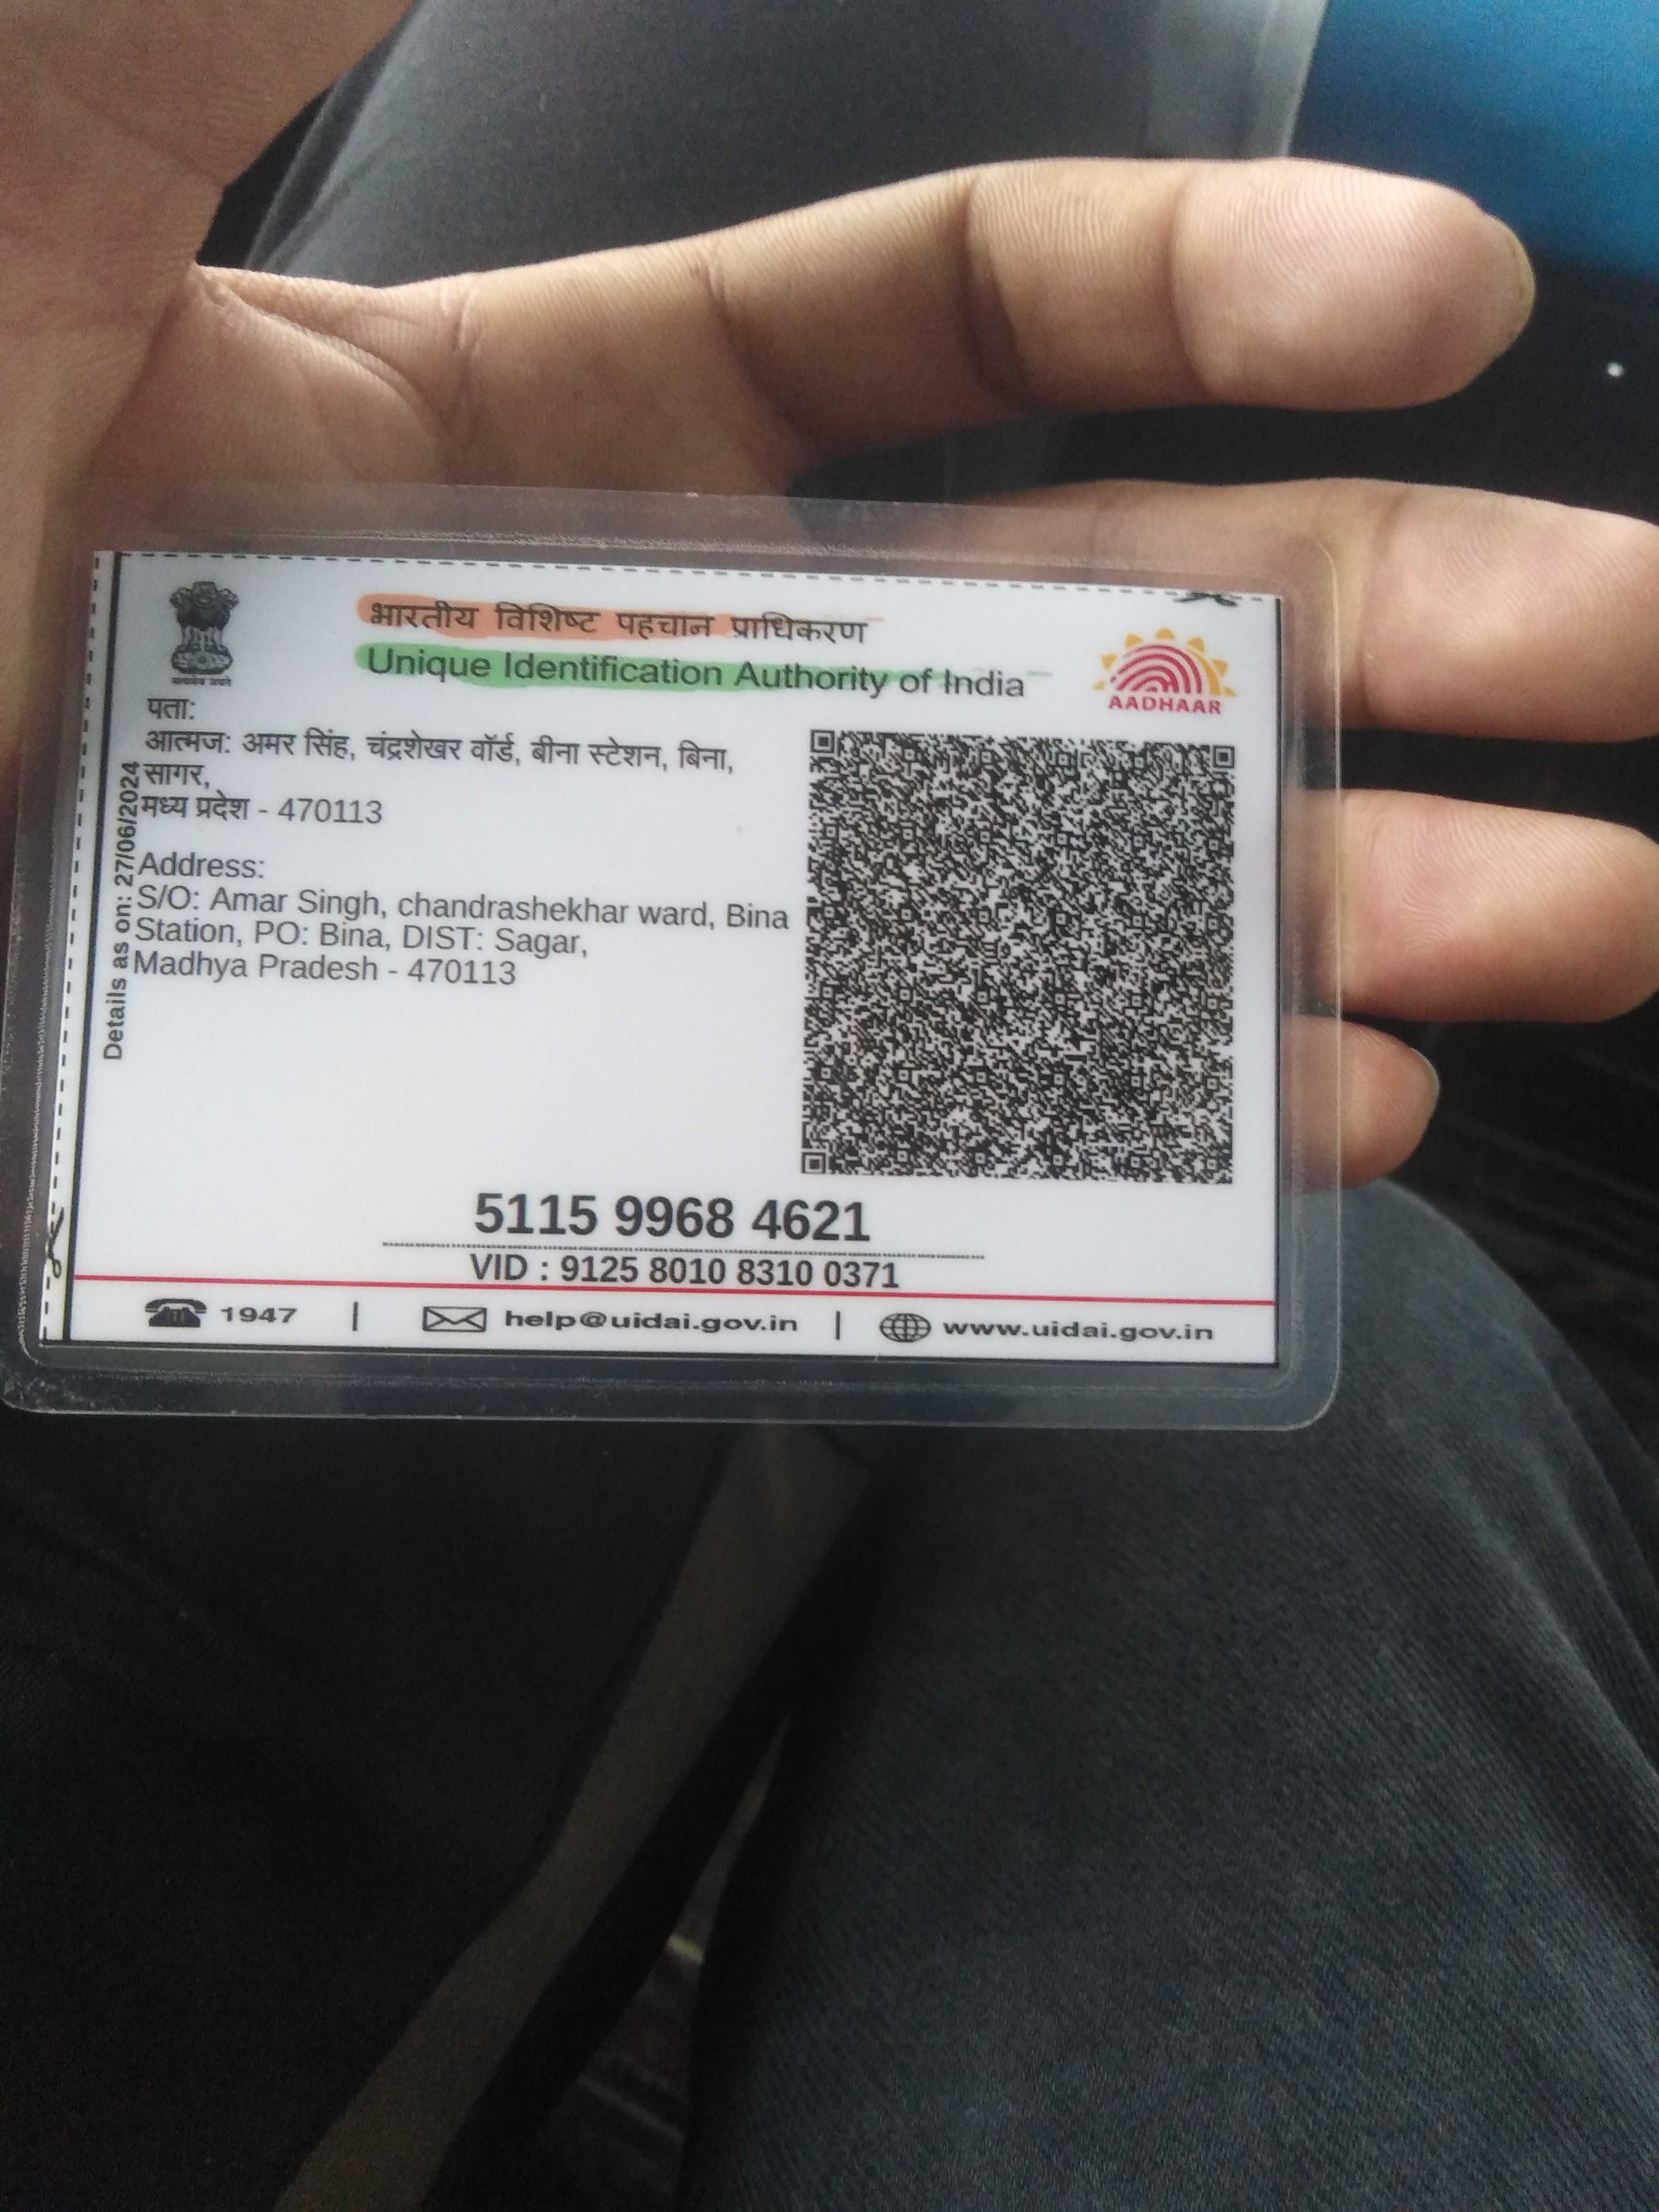 भारतीय विशिष्ट पहचान प्राधिकरण
Unique Identification Authority of India
AADHAAR
सत्यमेव जयते
पता:
आत्मज: अमर सिंह, चंद्रशेखर वॉर्ड, बीना स्टेशन, बिना,
सागर,
मध्य प्रदेश - 470113
Address:
S/O: Amar Singh, chandrashekhar ward, Bina
Station, PO: Bina, DIST: Sagar,
Madhya Pradesh - 470113
Details as on: 27/06/2024
5115 9968 4621
VID : 9125 8010 8310 0371
1947 | help@uidai.gov.in | www.uidai.gov.in